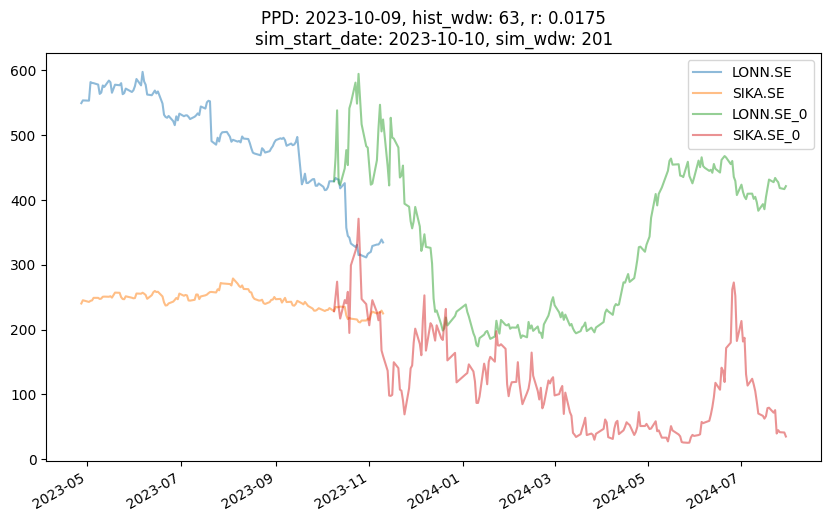 PPD: 2023-10-09, hist_wdw: 63, r: 0.0175
sim_start_date: 2023-10-10, sim_wdw: 201
LONN.SE
SIKA.SE
LONN.SE_0
SIKA.SE_0
600
500
400
300
200
100
0
2023-05
2023-07
2023-09
2023-11
2024-01
2024-03
2024-05
2024-07